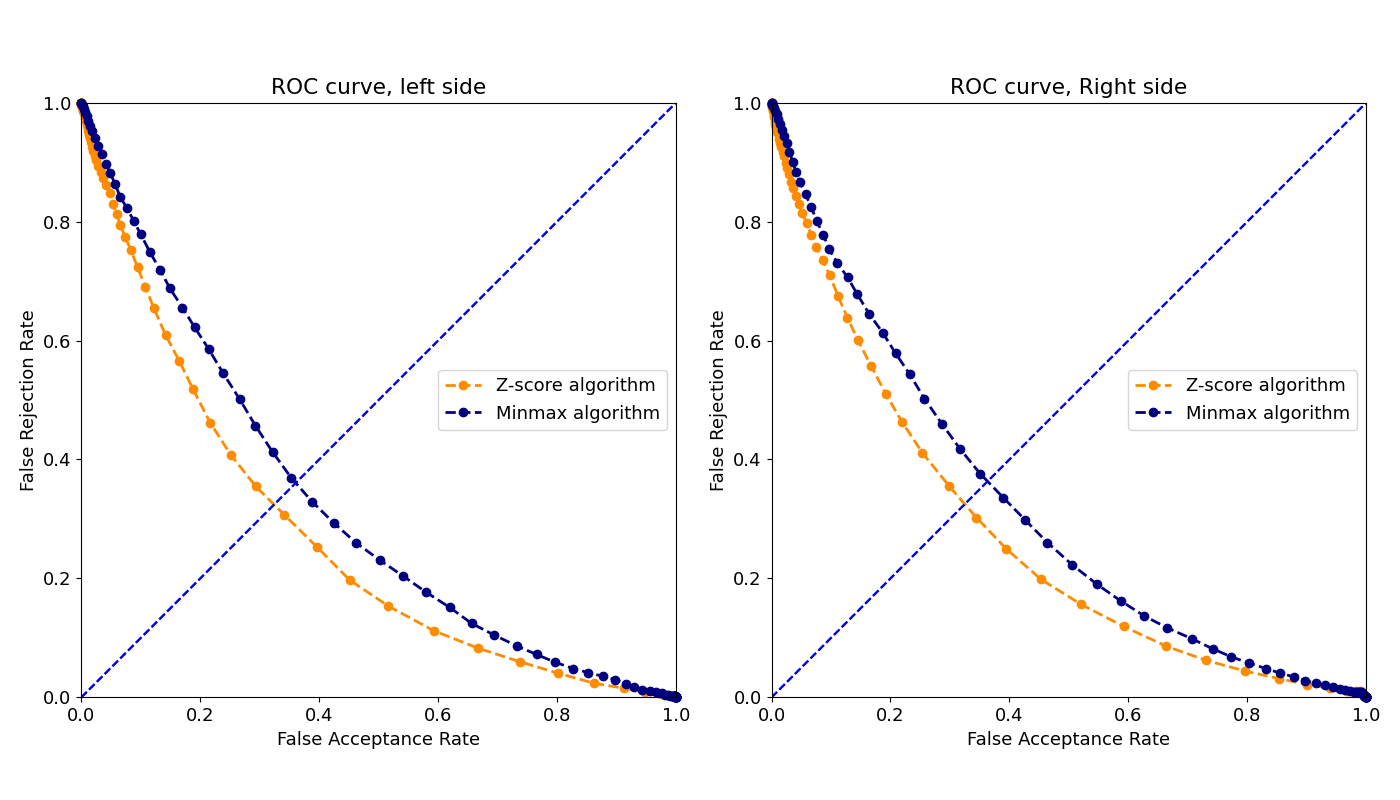 ROC curve, left side
1.0
0.8
0.6
0.4
0.2
0.0
False Rejection Rate
Z-score algorithm
Minmax algorithm
0.0 0.2 0.4 0.6 0.8 1.0
False Acceptance Rate
ROC curve, Right side
1.0
0.8
0.6
0.4
0.2
0.0
False Rejection Rate
Z-score algorithm
Minmax algorithm
0.0 0.2 0.4 0.6 0.8 1.0
False Acceptance Rate